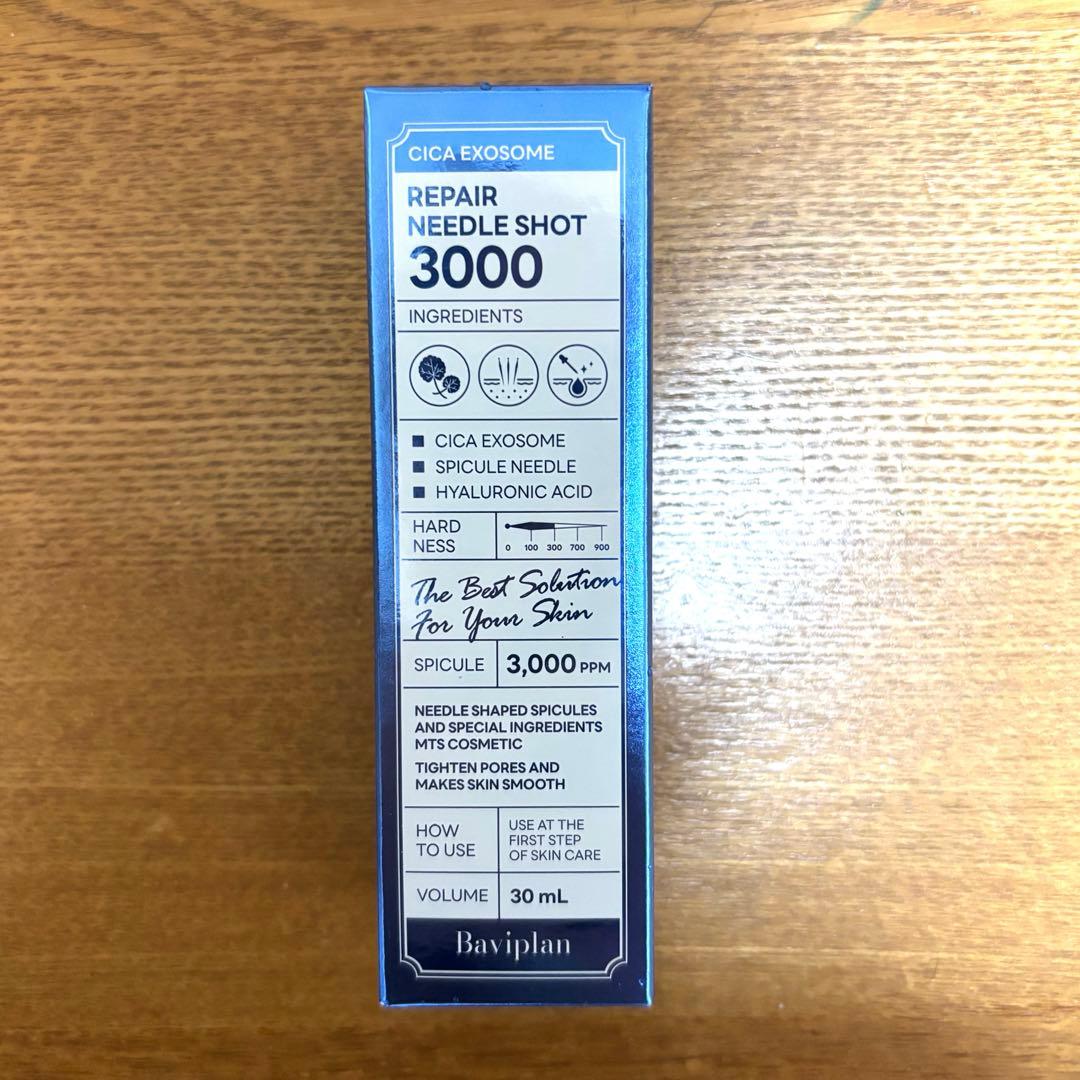 CICA EXOSOME
REPAIR
NEEDLE SHOT
3000
INGREDIENTS
CICA EXOSOME
SPICULE NEEDLE
HYALURONIC ACID
HARD
NESS
0 100 300 700 900
The Best Solution
For Your Skin
SPICULE
3,000 PPM
NEEDLE SHAPED SPICULES
AND SPECIAL INGREDIENTS
MTS COSMETIC
TIGHTEN PORES AND
MAKES SKIN SMOOTH
HOW
TO USE
USE AT THE
FIRST STEP
OF SKIN CARE
VOLUME
30 mL
Baviplan